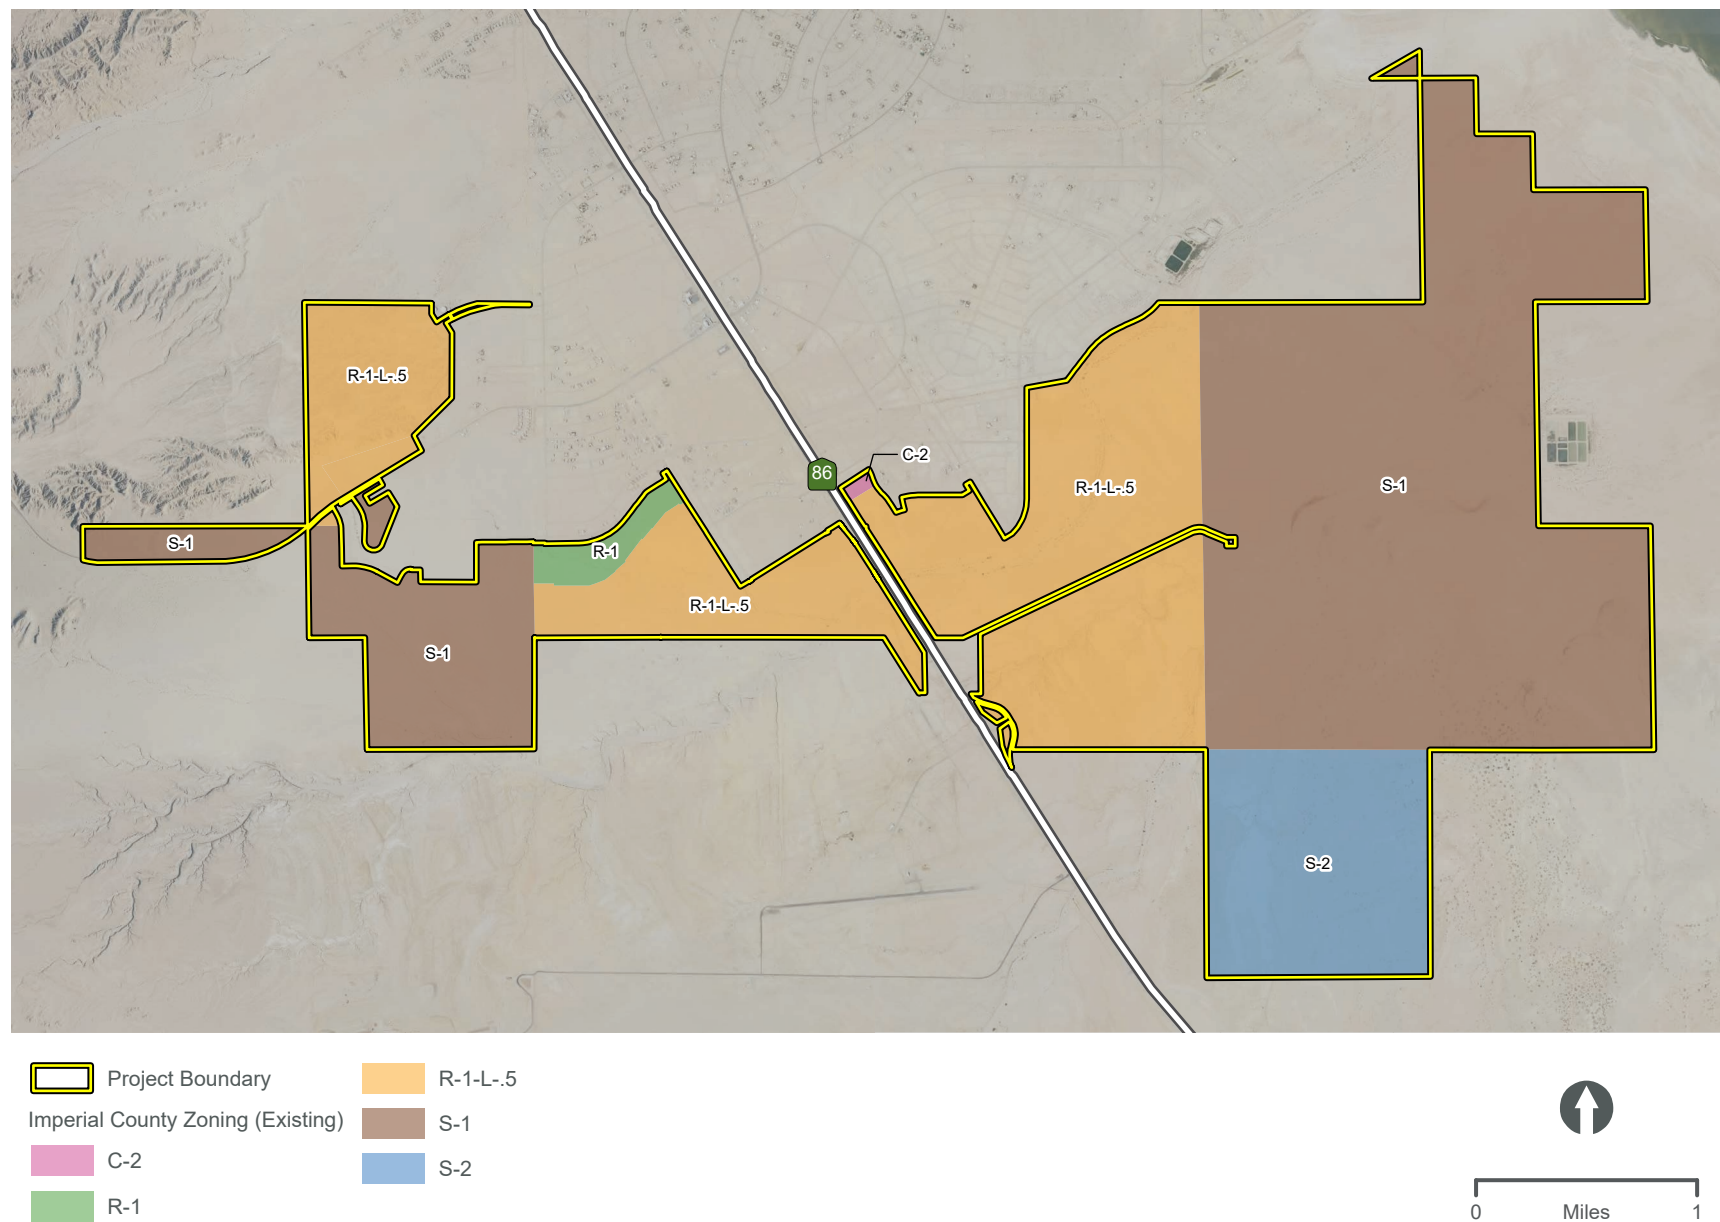 R-1-L-.5
C-2
86
R-1-L-.5
S-1
S-1
R-1
R-1-L-.5
S-1
S-2
Project Boundary
Imperial County Zoning (Existing)
C-2
R-1
R-1-L-.5
S-1
S-2
0 Miles 1